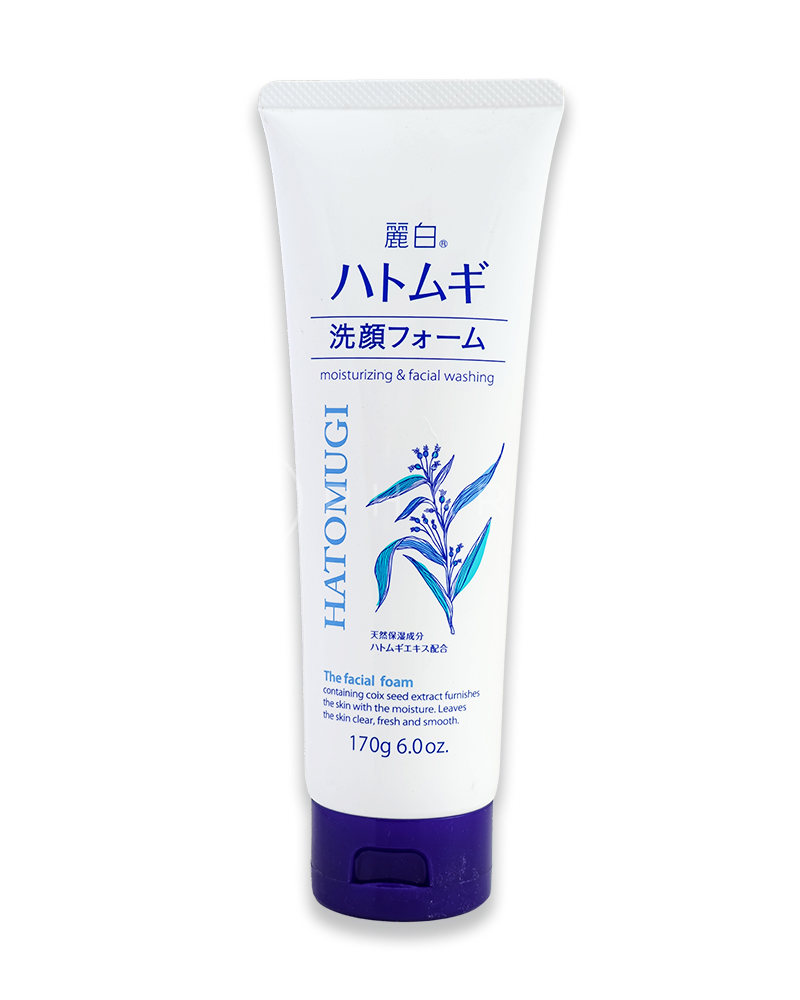 麗白®
ハトムギ
洗顔フォーム
moisturizing & facial washing
HATOMUGI
天然保湿成分
ハトムギエキス配合
The facial foam
containing coix seed extract furnishes
the skin with the moisture. Leaves
the skin clear, fresh and smooth.
170g 6.0oz.